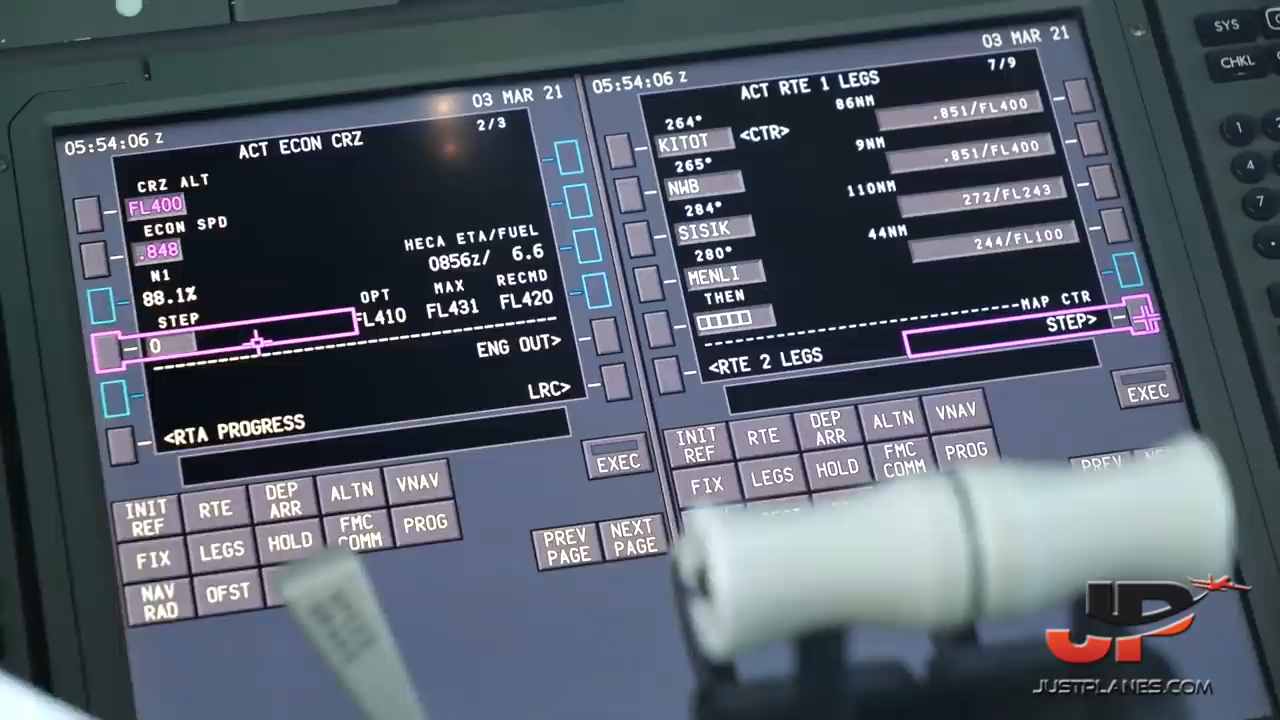 05:54:06 z
03 MAR 21
ACT ECON CRZ
2/3
CRZ ALT
FL400
ECON SPD
.848
HECA ETA/FUEL
0856z/ 6.6
N1
88.1%
OPT
MAX
RECMD
FL410
FL431
FL420
STEP
0
ENG OUT>
LRC>
<RTA PROGRESS
EXEC
INIT REF
RTE
DEP ARR
ALTN
VNAV
FIX
LEGS
HOLD
FMC COMM
PROG
NAV RAD
OFST
PREV PAGE
NEXT PAGE
05:54:06 z
03 MAR 21
ACT RTE 1 LEGS
7/9
264°
86NM
KITOT
<CTR>
.851/FL400
265°
9NM
NWB
.851/FL400
284°
110NM
SISIK
272/FL243
280°
44NM
MENLI
244/FL100
THEN
MAP CTR
STEP>
<RTE 2 LEGS
EXEC
INIT REF
RTE
DEP ARR
ALTN
VNAV
FIX
LEGS
HOLD
FMC COMM
PROG
PREV
SYS
CHKL
1
4
7
JP
JUSTPLANES.COM